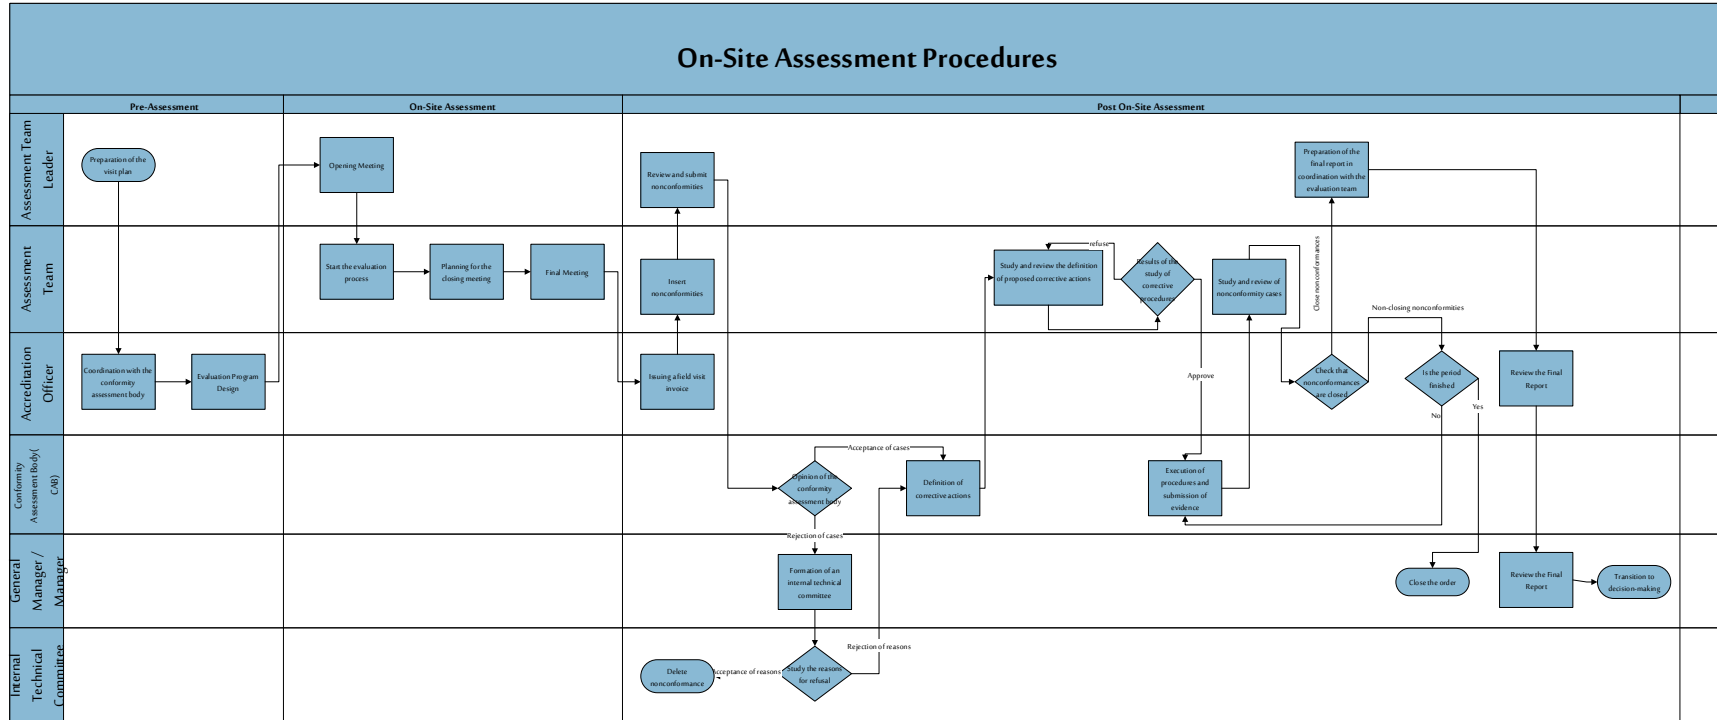 On-Site Assessment Procedures
Pre-Assessment
On-Site Assessment
Post On-Site Assessment
Assessment Team
Leader
Preparation of the
visit plan
Opening Meeting
Review and submit
nonconformities
Preparation of the
final report in
coordination with the
evaluation team
Assessment
Team
Start the evaluation
process
Planning for the
closing meeting
Final Meeting
Insert
nonconformities
Study and review the definition
of proposed corrective actions
refuse
Results of the
study of
corrective
procedures
Study and review of
nonconformity cases
Close nonconformances
Non-closing nonconformities
Accreditation
Officer
Coordination with the
conformity
assessment body
Evaluation Program
Design
Issuing a field visit
invoice
Approve
Check that
nonconformances
are closed
Is the period
finished
No
Yes
Review the Final
Report
Conformity
Assessment Body(
CAB)
Opinion of the
conformity
assessment body
Acceptance of cases
Rejection of cases
Definition of
corrective actions
Execution of
procedures and
submission of
evidence
General
Manager /
Manager
Formation of an
internal technical
committee
Close the order
Review the Final
Report
Transition to
decision-making
Internal
Technical
Committee
Delete
nonconformance
Acceptance of reasons
Study the reasons
for refusal
Rejection of reasons